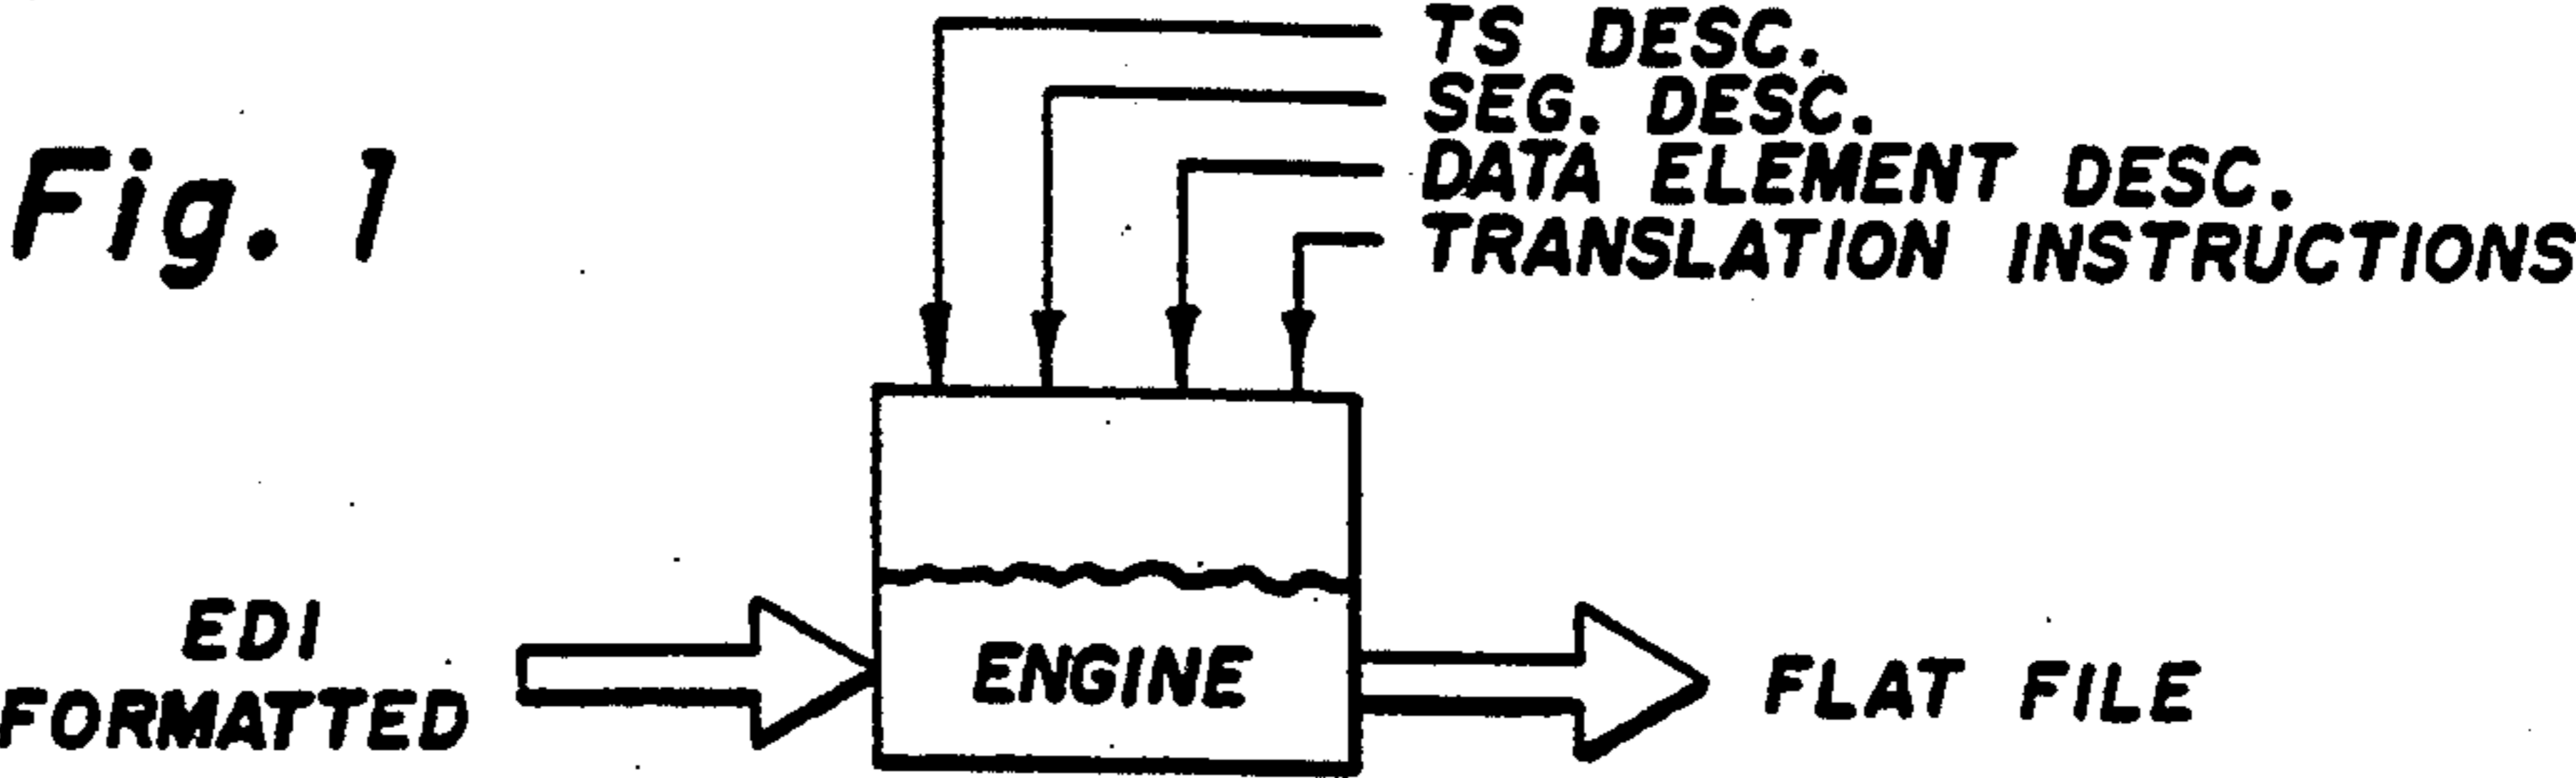 TS DESC.
SEG. DESC.
DATA ELEMENT DESC.
TRANSLATION INSTRUCTIONS
Fig. 1
EDI
FORMATTED
ENGINE
FLAT FILE